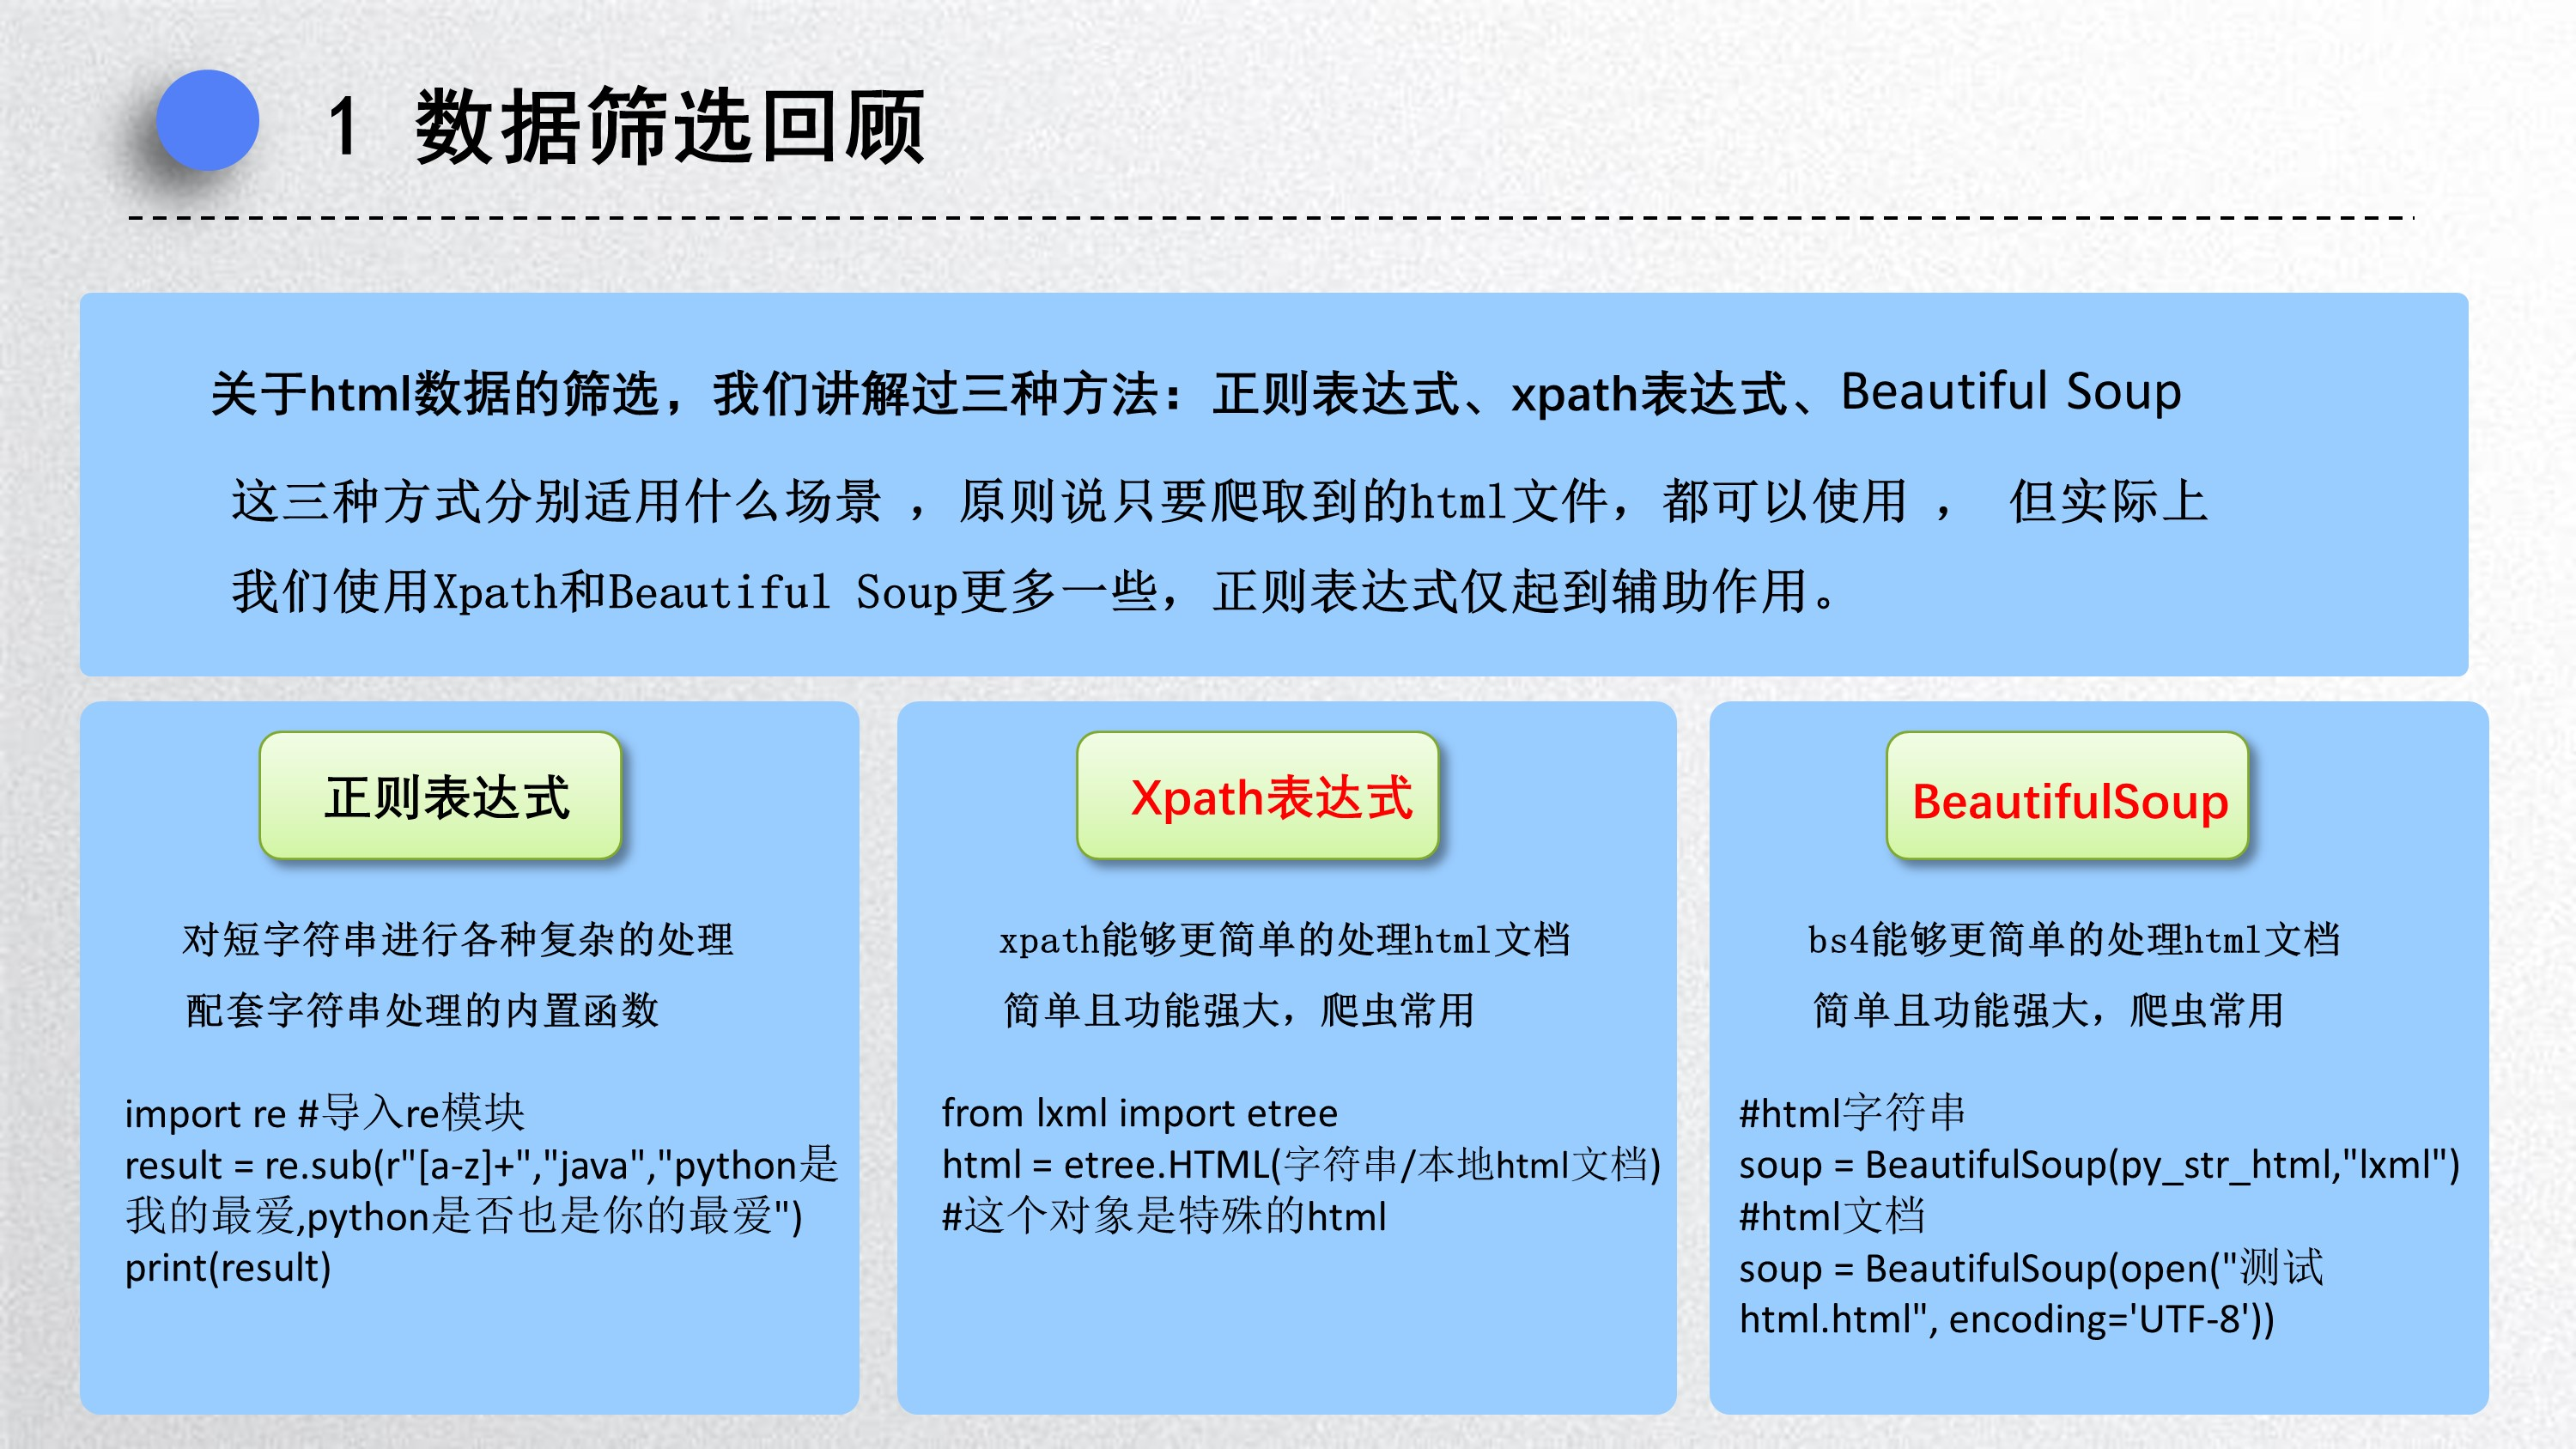 1 数据筛选回顾
关于html数据的筛选，我们讲解过三种方法：正则表达式、xpath表达式、Beautiful Soup
这三种方式分别适用什么场景 ，原则说只要爬取到的html文件，都可以使用 ， 但实际上
我们使用Xpath和Beautiful Soup更多一些，正则表达式仅起到辅助作用。
正则表达式
对短字符串进行各种复杂的处理
配套字符串处理的内置函数
import re #导入re模块
result = re.sub(r"[a-z]+","java","python是
我的最爱,python是否也是你的最爱")
print(result)
Xpath表达式
xpath能够更简单的处理html文档
简单且功能强大，爬虫常用
from lxml import etree
html = etree.HTML(字符串/本地html文档)
#这个对象是特殊的html
BeautifulSoup
bs4能够更简单的处理html文档
简单且功能强大，爬虫常用
#html字符串
soup = BeautifulSoup(py_str_html,"lxml")
#html文档
soup = BeautifulSoup(open("测试
html.html", encoding='UTF-8'))